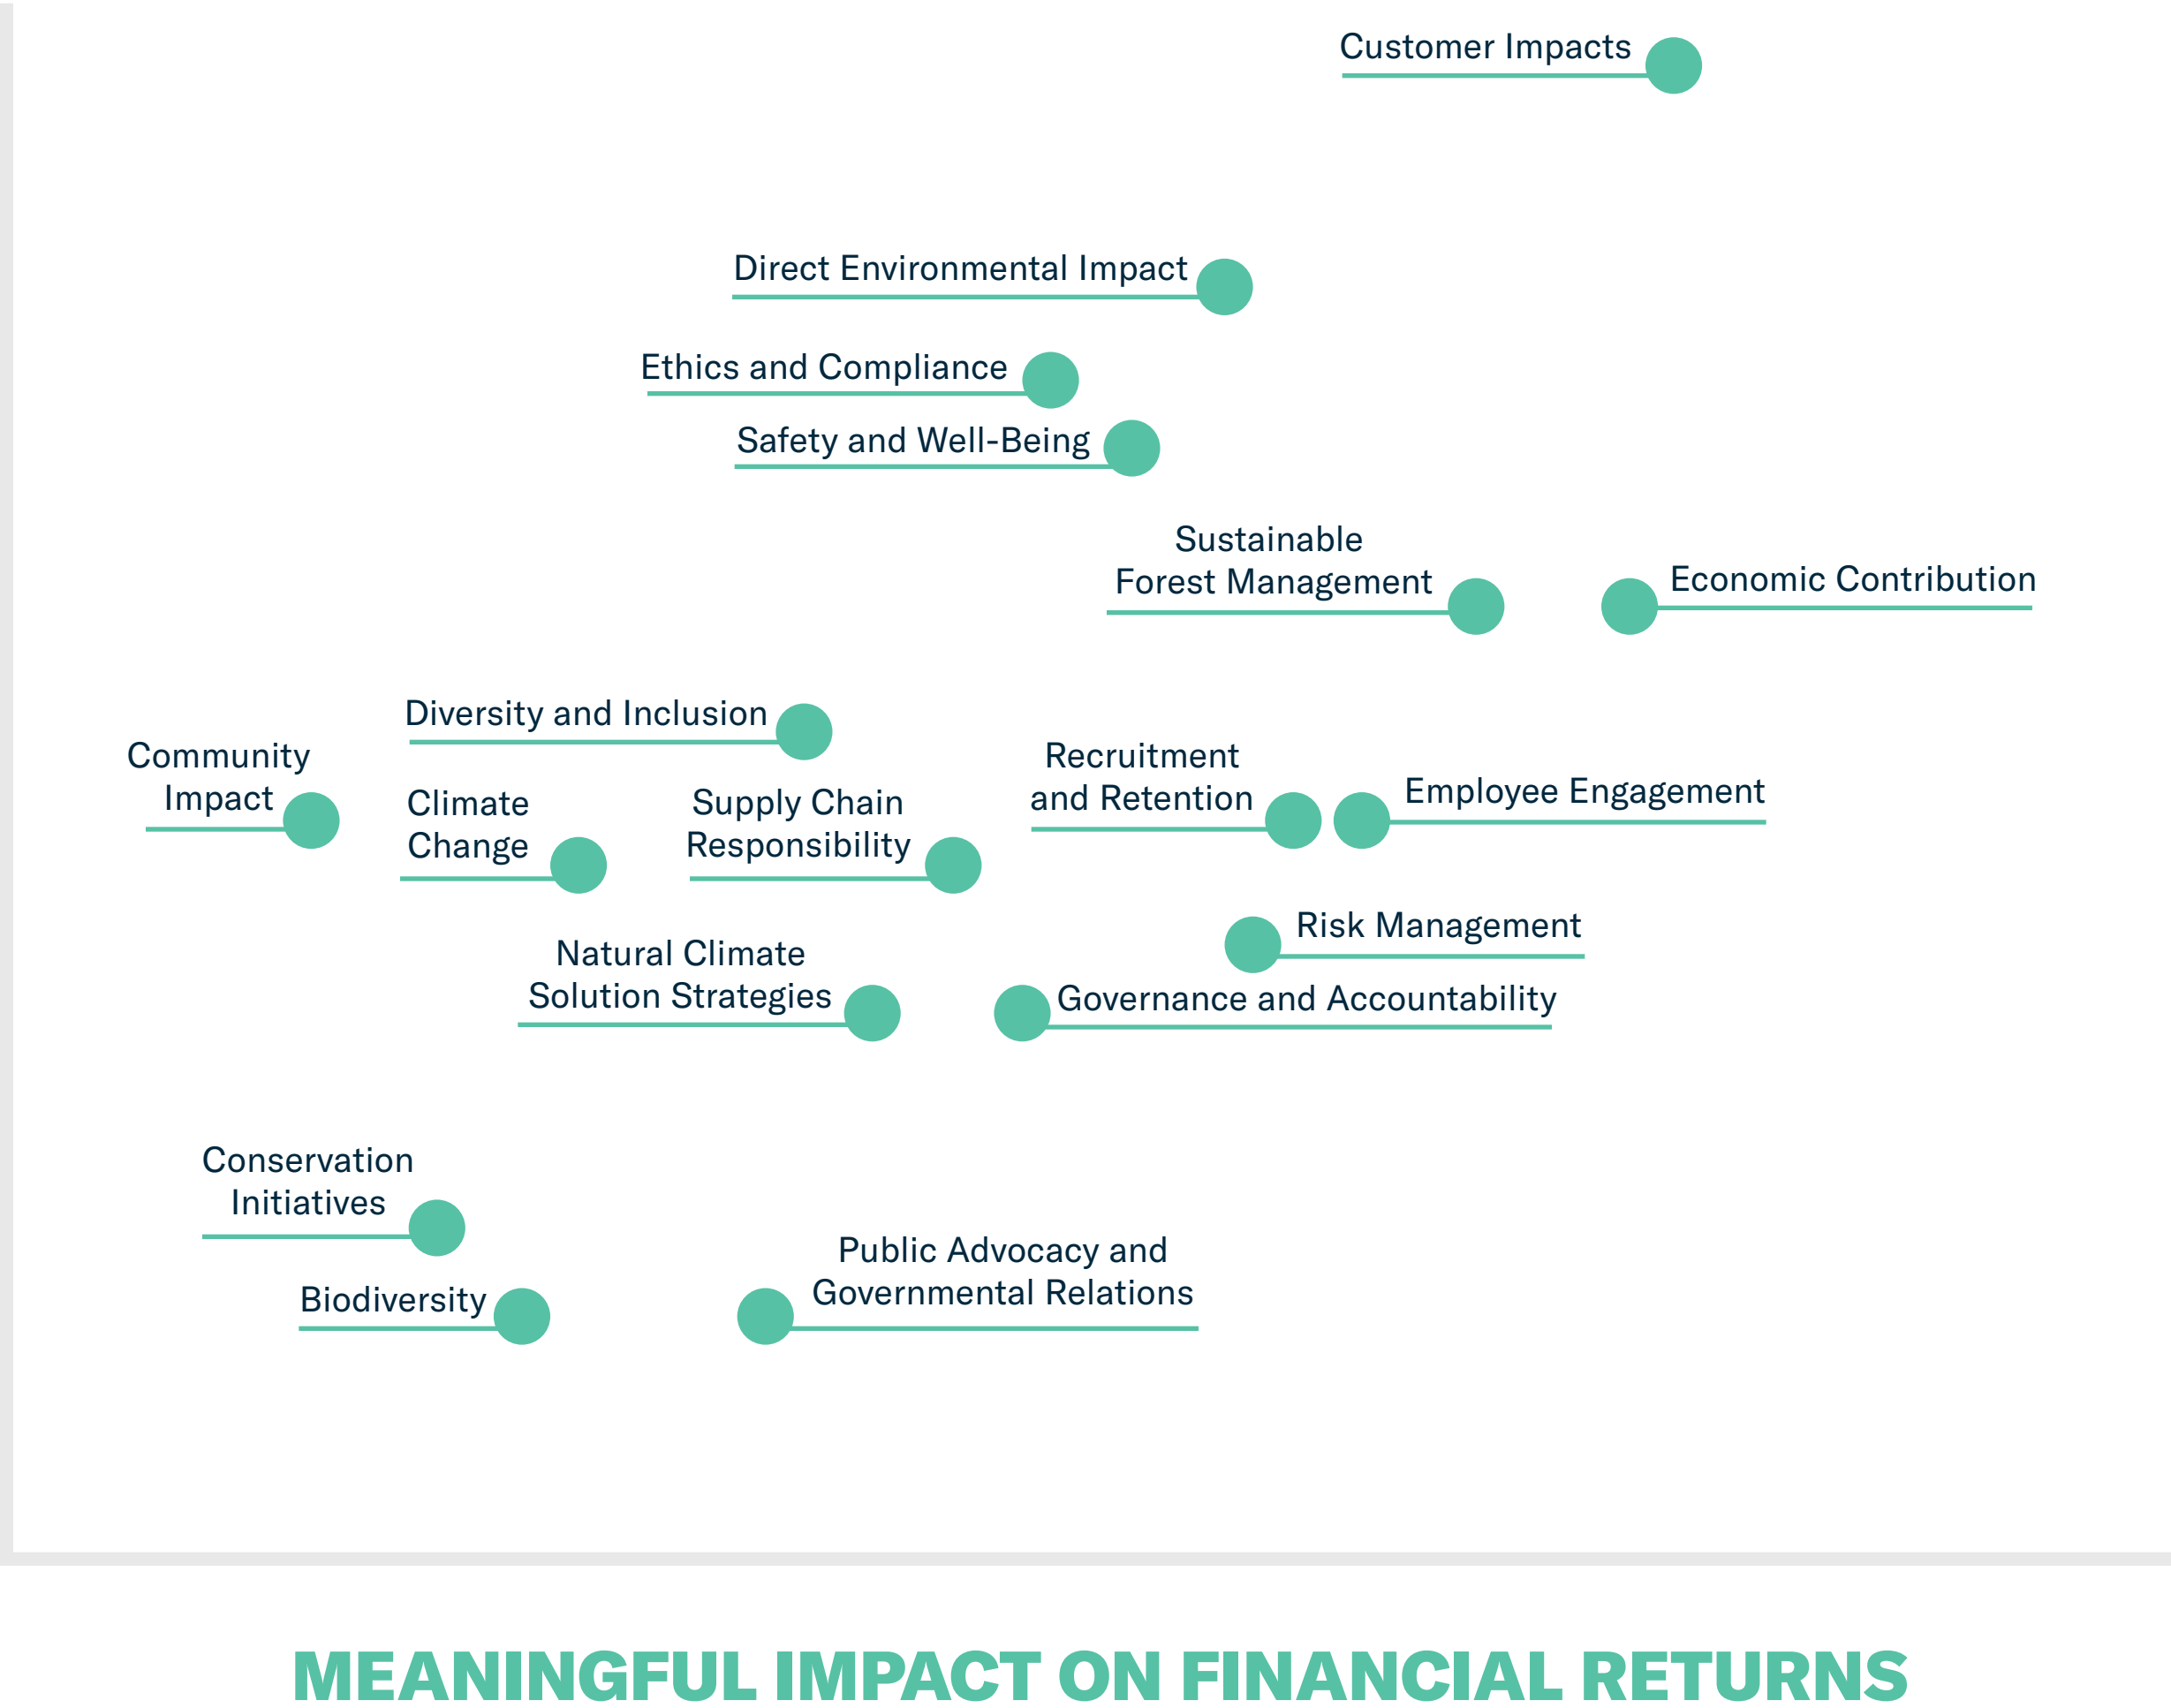 Customer Impacts
Direct Environmental Impact
Ethics and Compliance
Safety and Well-Being
Sustainable
Forest Management
Economic Contribution
Diversity and Inclusion
Community
Impact
Climate
Change
Supply Chain
Responsibility
Recruitment
and Retention
Employee Engagement
Risk Management
Natural Climate
Solution Strategies
Governance and Accountability
Conservation
Initiatives
Biodiversity
Public Advocacy and
Governmental Relations
MEANINGFUL IMPACT ON FINANCIAL RETURNS